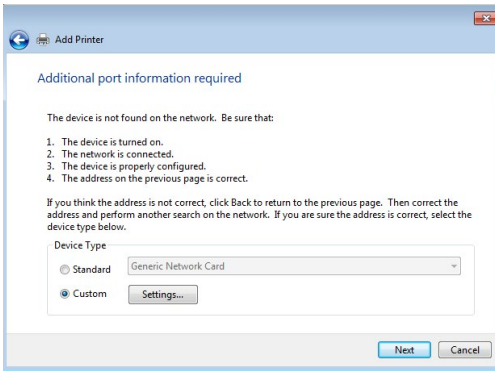 Add Printer
Additional port information required
The device is not found on the network. Be sure that:
1. The device is turned on.
2. The network is connected.
3. The device is properly configured.
4. The address on the previous page is correct.
If you think the address is not correct, click Back to return to the previous page. Then correct the
address and perform another search on the network. If you are sure the address is correct, select the
device type below.
Device Type
Standard Generic Network Card
Custom Settings...
Next Cancel